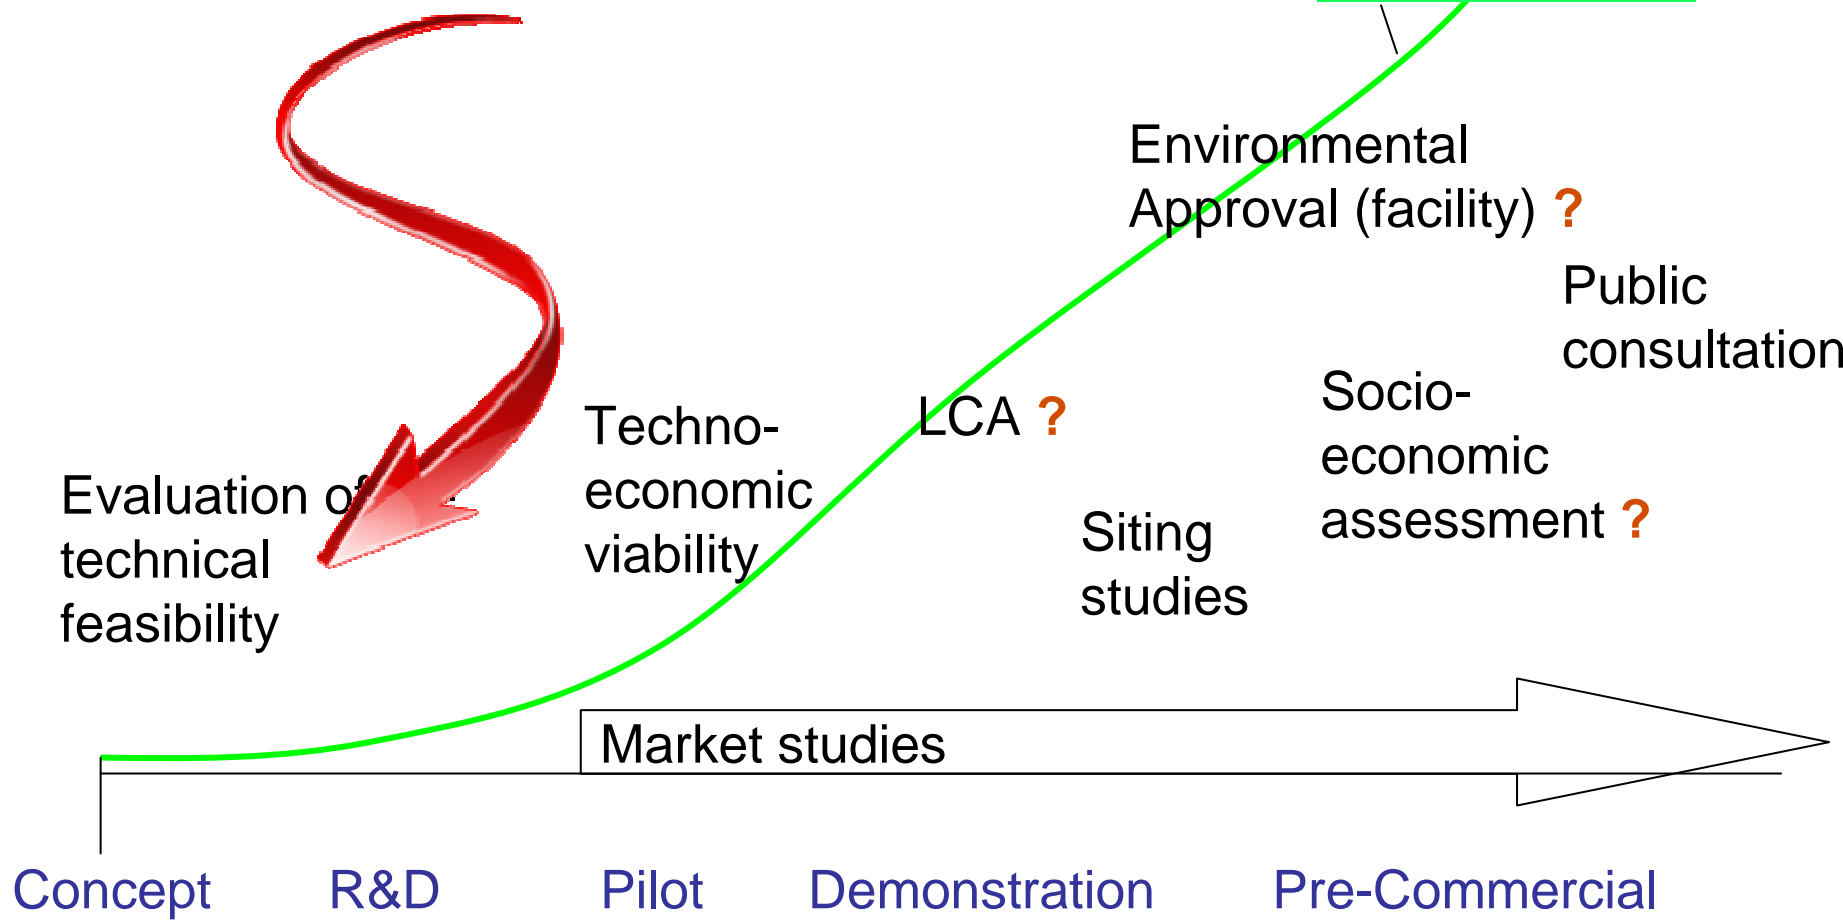 Environmental
Approval (facility) ?
Public
consultation
Socio-
economic
assessment ?
LCA ?
Techno-
economic
viability
Siting
studies
Evaluation of
technical
feasibility
Market studies
Concept
R&D
Pilot
Demonstration
Pre-Commercial